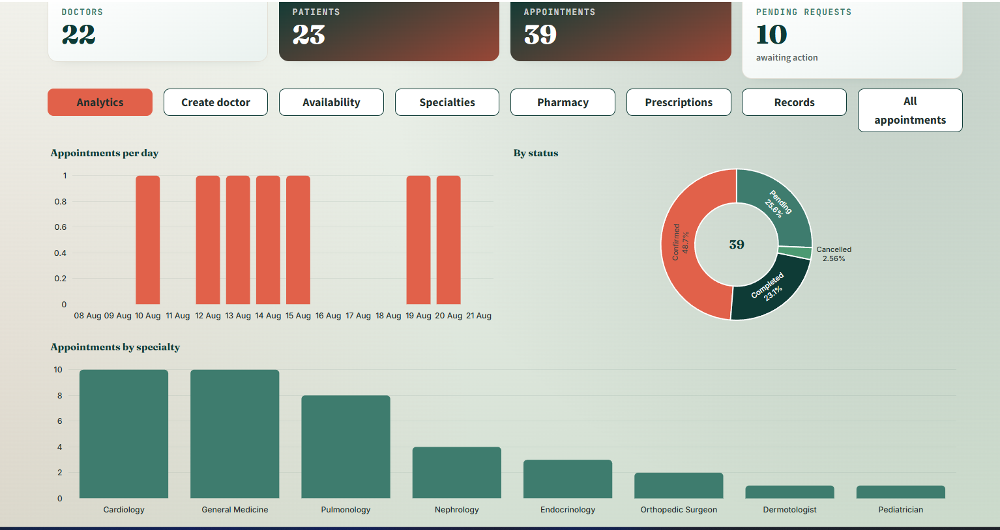 DOCTORS
22
PATIENTS
23
APPOINTMENTS
39
PENDING REQUESTS
10
awaiting action
Analytics
Create doctor
Availability
Specialties
Pharmacy
Prescriptions
Records
All
appointments
Appointments per day
1
0.8
0.6
0.4
0.2
0
08 Aug 09 Aug 10 Aug 11 Aug 12 Aug 13 Aug 14 Aug 15 Aug 16 Aug 17 Aug 18 Aug 19 Aug 20 Aug 21 Aug
By status
Pending
25.6%
Cancelled
2.56%
Completed
23.1%
Confirmed
48.7%
39
Appointments by specialty
10
8
6
4
2
0
Cardiology General Medicine Pulmonology Nephrology Endocrinology Orthopedic Surgeon Dermotologist Pediatrician